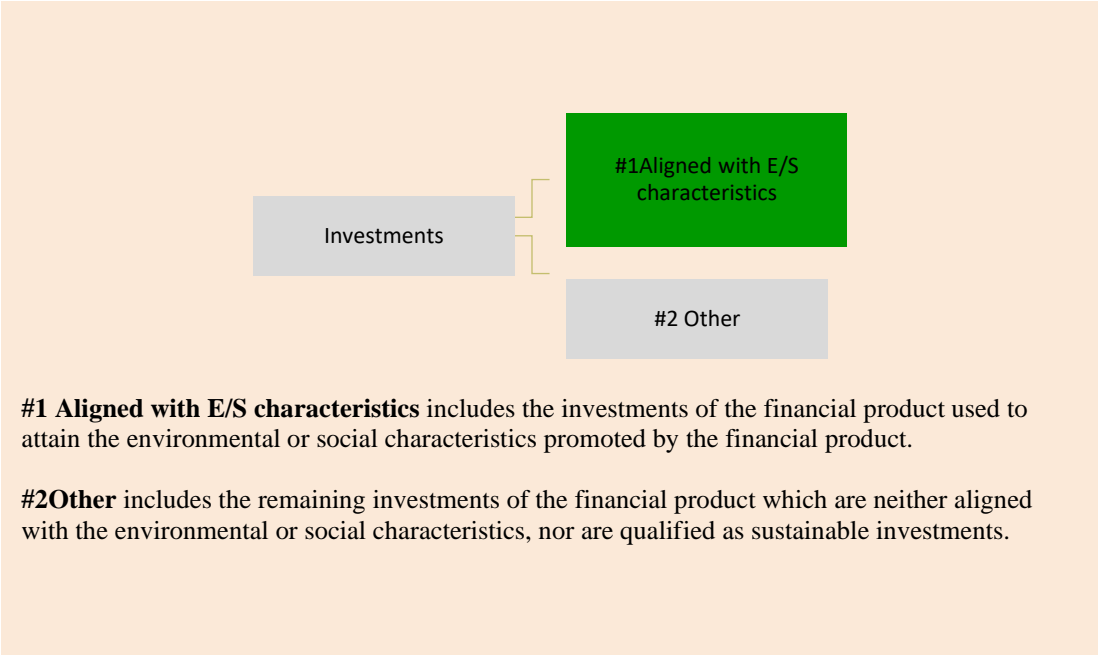 #1Aligned with E/S
characteristics
Investments
#2 Other
#1 Aligned with E/S characteristics includes the investments of the financial product used to
attain the environmental or social characteristics promoted by the financial product.
#2Other includes the remaining investments of the financial product which are neither aligned
with the environmental or social characteristics, nor are qualified as sustainable investments.